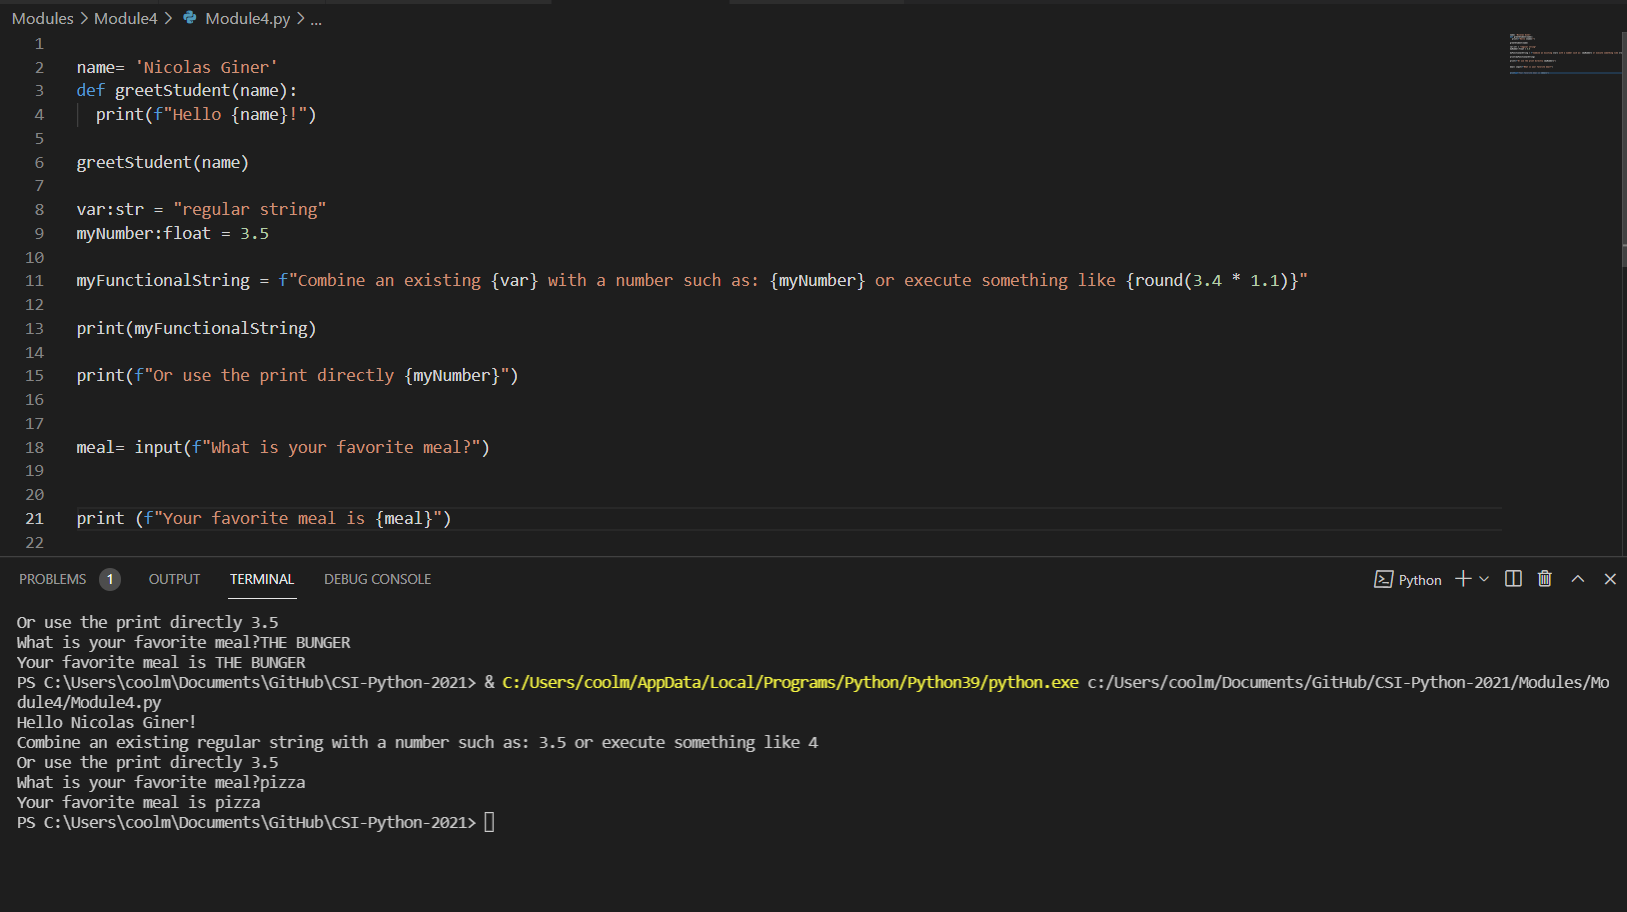 Modules > Module4 > Module4.py > ...
1
2 name= 'Nicolas Giner'
3 def greetStudent(name):
4   print(f"Hello {name}!")
5
6 greetStudent(name)
7
8 var:str = "regular string"
9 myNumber:float = 3.5
10
11 myFunctionalString = f"Combine an existing {var} with a number such as: {myNumber} or execute something like {round(3.4 * 1.1)}"
12
13 print(myFunctionalString)
14
15 print(f"Or use the print directly {myNumber}")
16
17
18 meal= input(f"What is your favorite meal?")
19
20
21 print (f"Your favorite meal is {meal}")
22
PROBLEMS 1 OUTPUT TERMINAL DEBUG CONSOLE Python
Or use the print directly 3.5
What is your favorite meal?THE BUNGER
Your favorite meal is THE BUNGER
PS C:\Users\coolm\Documents\GitHub\CSI-Python-2021> & C:/Users/coolm/AppData/Local/Programs/Python/Python39/python.exe c:/Users/coolm/Documents/GitHub/CSI-Python-2021/Modules/Mo
dule4/Module4.py
Hello Nicolas Giner!
Combine an existing regular string with a number such as: 3.5 or execute something like 4
Or use the print directly 3.5
What is your favorite meal?pizza
Your favorite meal is pizza
PS C:\Users\coolm\Documents\GitHub\CSI-Python-2021>